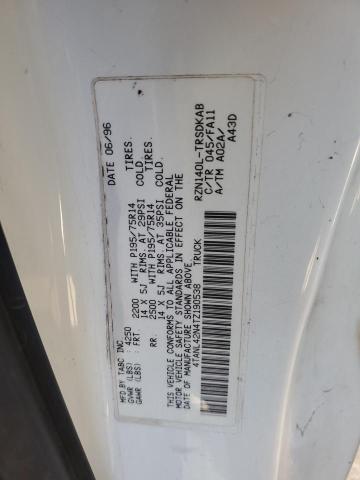 MFD BY TABC INC DATE 06/96
GVWR (LBS) : 4250
GAWR (LBS) : FRT 2200 WITH P195/75R14 TIRES.
14 X 5J RIMS. AT 29PSI COLD
RR. 2500 WITH P195/75R14 TIRES.
14 X 5J RIMS. AT 35PSI COLD.
THIS VEHICLE CONFORMS TO ALL APPLICABLE FEDERAL
MOTOR VEHICLE SAFETY STANDARDS IN EFFECT ON THE
DATE OF MANUFACTURE SHOWN ABOVE.
4TANL42N4TZ190538 TRUCK
RZN140L-TRSDKAB
C/TR 045/FA11
A/TM A02A/
A43D